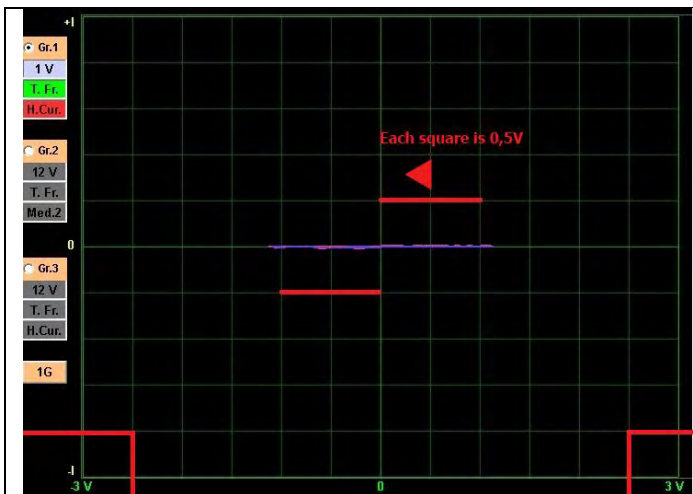 +I
Gr.1
1 V
T. Fr.
H.Cur.
Each square is 0,5V
Gr.2
12 V
T. Fr.
Med.2
0
Gr.3
12 V
T. Fr.
H.Cur.
1G
-I
-3 V
0
3 V